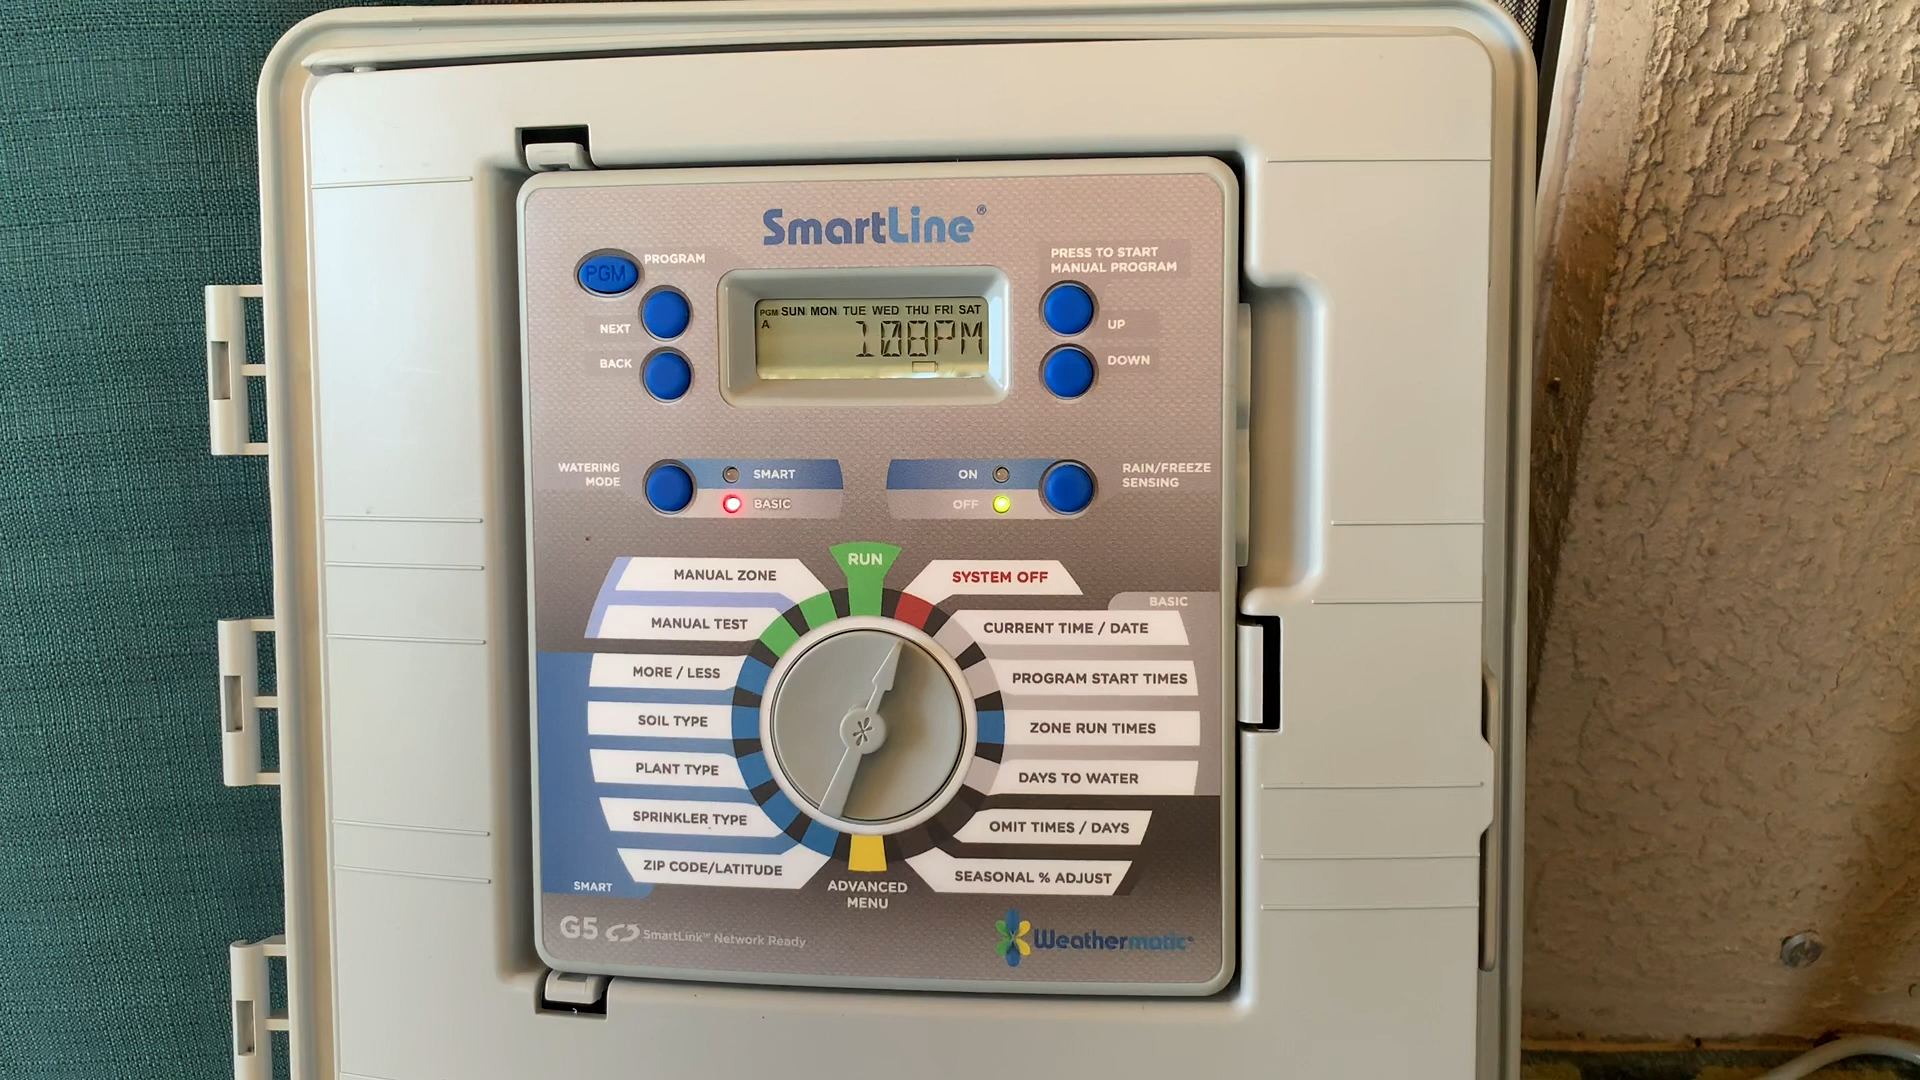 SmartLine®
PGM
PROGRAM
NEXT
BACK
PGM SUN MON TUE WED THU FRI SAT
A
1 08PM
PRESS TO START
MANUAL PROGRAM
UP
DOWN
WATERING
MODE
SMART
BASIC
ON
OFF
RAIN/FREEZE
SENSING
RUN
MANUAL ZONE
MANUAL TEST
MORE / LESS
SOIL TYPE
PLANT TYPE
SPRINKLER TYPE
ZIP CODE/LATITUDE
SMART
SYSTEM OFF
BASIC
CURRENT TIME / DATE
PROGRAM START TIMES
ZONE RUN TIMES
DAYS TO WATER
OMIT TIMES / DAYS
SEASONAL % ADJUST
ADVANCED
MENU
G5 SmartLink™ Network Ready
Weathermatic®